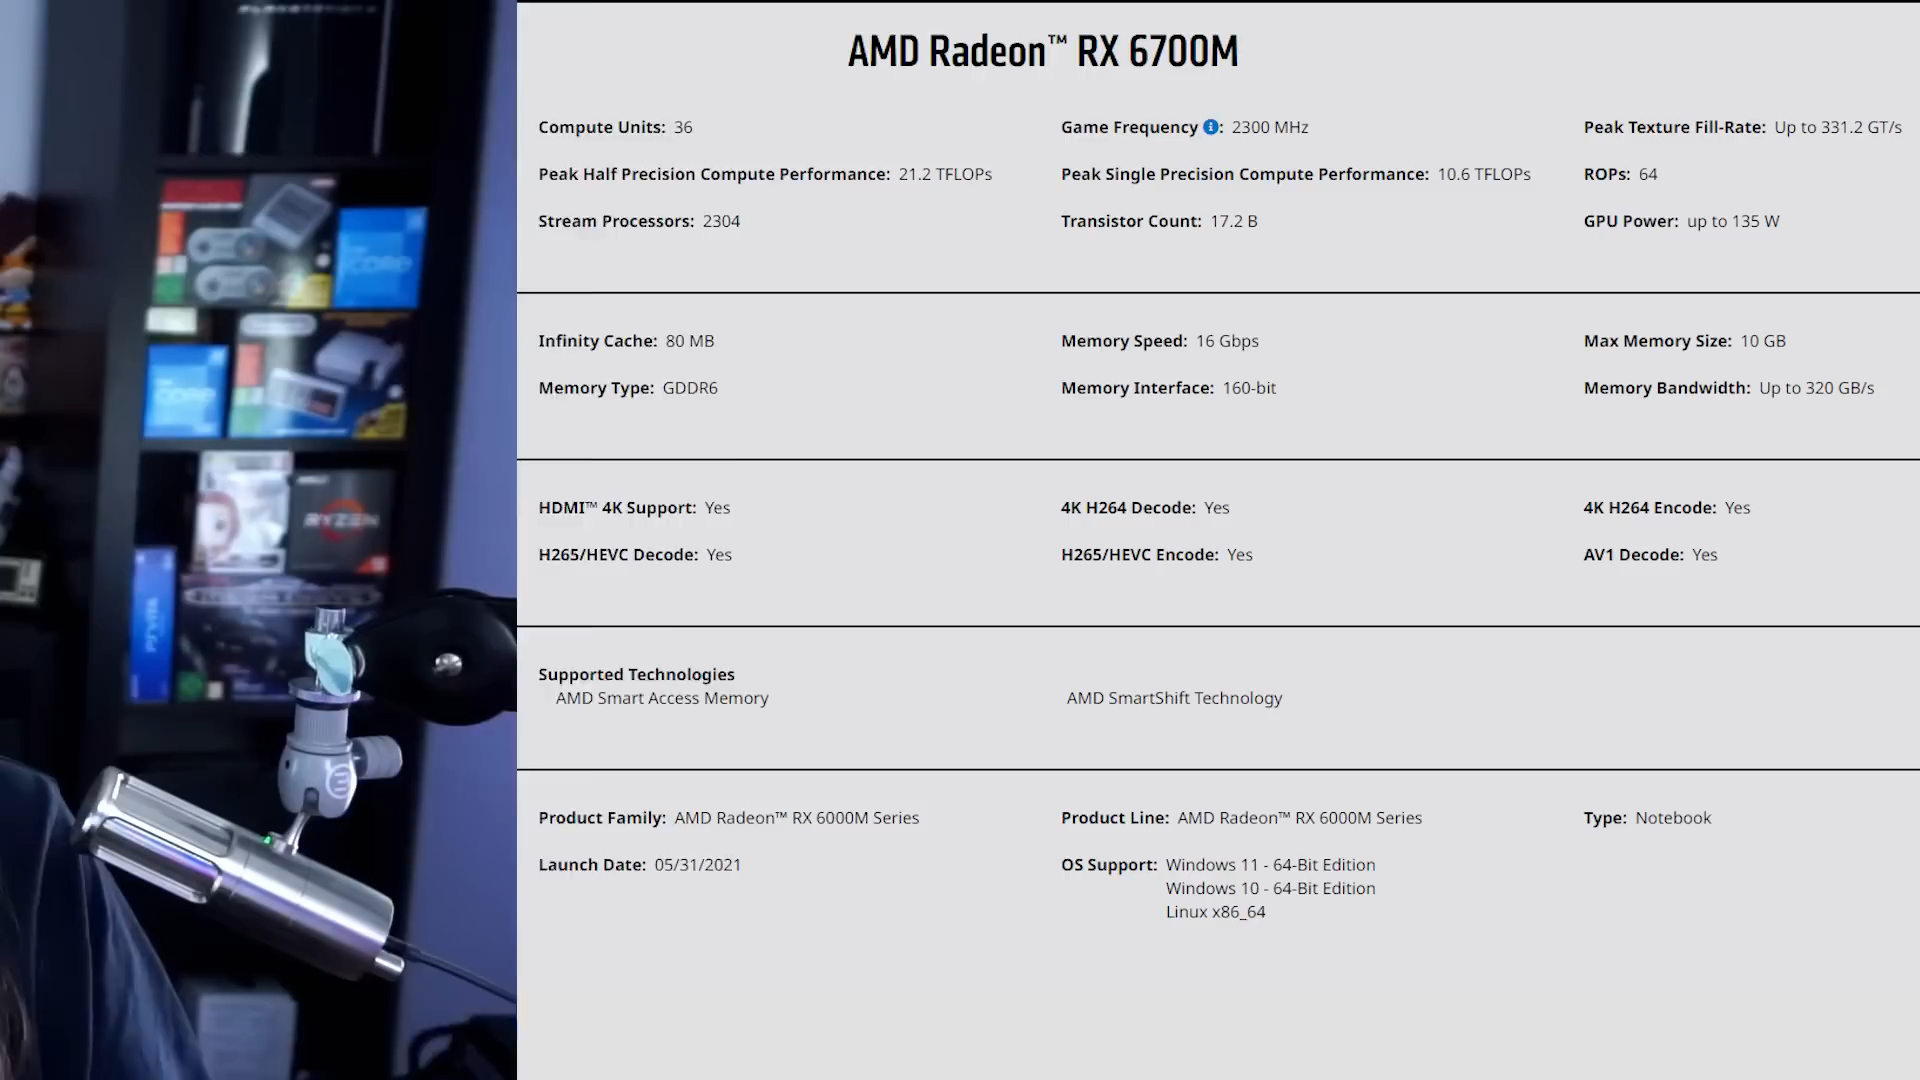 AMD Radeon™ RX 6700M
Compute Units: 36
Game Frequency i: 2300 MHz
Peak Texture Fill-Rate: Up to 331.2 GT/s
Peak Half Precision Compute Performance: 21.2 TFLOPs
Peak Single Precision Compute Performance: 10.6 TFLOPs
ROPs: 64
Stream Processors: 2304
Transistor Count: 17.2 B
GPU Power: up to 135 W
Infinity Cache: 80 MB
Memory Speed: 16 Gbps
Max Memory Size: 10 GB
Memory Type: GDDR6
Memory Interface: 160-bit
Memory Bandwidth: Up to 320 GB/s
HDMI™ 4K Support: Yes
4K H264 Decode: Yes
4K H264 Encode: Yes
H265/HEVC Decode: Yes
H265/HEVC Encode: Yes
AV1 Decode: Yes
Supported Technologies
AMD Smart Access Memory
AMD SmartShift Technology
Product Family: AMD Radeon™ RX 6000M Series
Product Line: AMD Radeon™ RX 6000M Series
Type: Notebook
Launch Date: 05/31/2021
OS Support: Windows 11 - 64-Bit Edition
Windows 10 - 64-Bit Edition
Linux x86_64
CORE
CORE
RYZEN
PSVITA